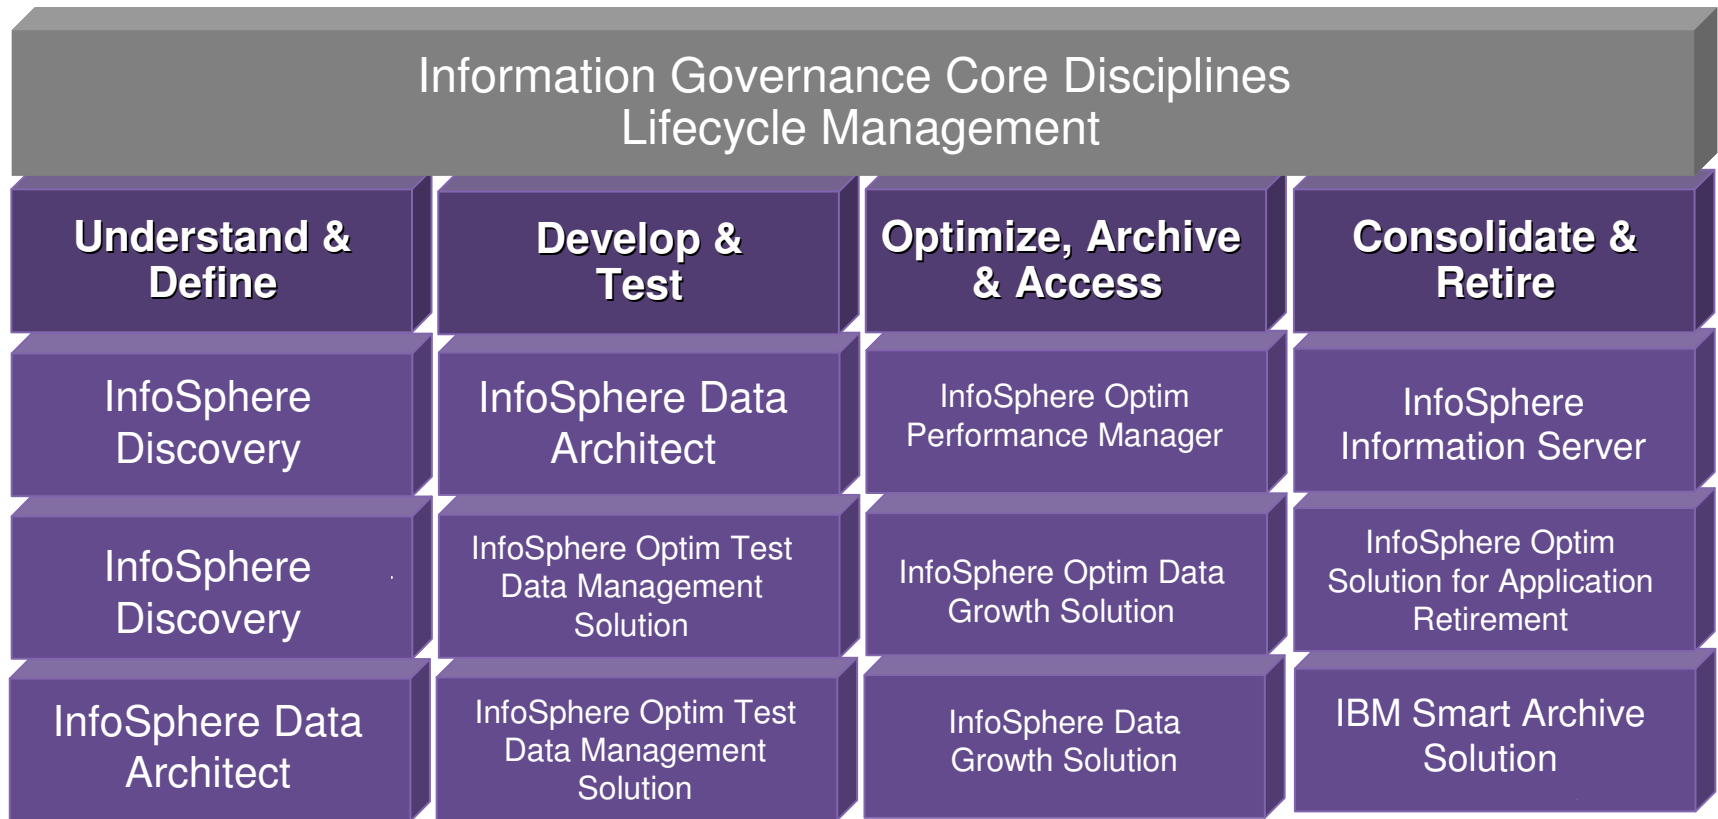 Information Governance Core Disciplines
Lifecycle Management
Understand &
Define
Develop &
Test
Optimize, Archive
& Access
Consolidate &
Retire
InfoSphere
Discovery
InfoSphere Data
Architect
InfoSphere Optim
Performance Manager
InfoSphere
Information Server
InfoSphere
Discovery
InfoSphere Optim Test
Data Management
Solution
InfoSphere Optim Data
Growth Solution
InfoSphere Optim
Solution for Application
Retirement
InfoSphere Data
Architect
InfoSphere Optim Test
Data Management
Solution
InfoSphere Data
Growth Solution
IBM Smart Archive
Solution